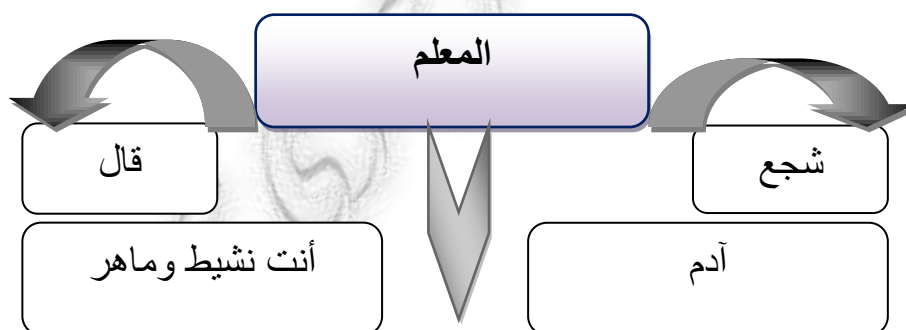 المعلم
شجع
قال
آدم
أنت نشيط وماهر